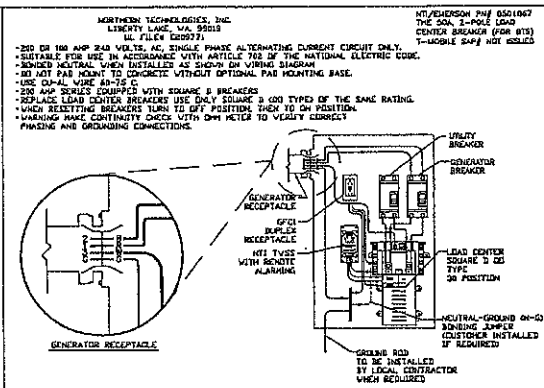 NORTHERN TECHNOLOGIES, INC.
LIBERTY LAKE, WA. 99019
UL FILE# E209771
-200 OR 100 AMP 240 VOLTS, AC, SINGLE PHASE ALTERNATING CURRENT CIRCUIT ONLY.
-SUITABLE FOR USE IN ACCORDANCE WITH ARTICLE 702 OF THE NATIONAL ELECTRIC CODE.
-BONDED NEUTRAL WHEN INSTALLED AS SHOWN ON WIRING DIAGRAM
-DO NOT PAD MOUNT TO CONCRETE WITHOUT OPTIONAL PAD MOUNTING BASE.
-USE CU-AL WIRE 60-75 C.
-200 AMP SERIES EQUIPPED WITH SQUARE D BREAKERS
-REPLACE LOAD CENTER BREAKERS USE ONLY SQUARE D (QO TYPE) OF THE SAME RATING.
-WHEN RESETTING BREAKERS TURN TO OFF POSITION, THEN TO ON POSITION.
-WARNING MAKE CONTINUITY CHECK WITH OHM METER TO VERIFY CORRECT
PHASING AND GROUNDING CONNECTIONS.
NTI/EMERSON PN# 0501067
THE 50A, 2-POLE LOAD
CENTER BREAKER (FOR BTS)
T-MOBILE SAP# NOT ISSUED
UTILITY
BREAKER
GENERATOR
BREAKER
GENERATOR
RECEPTACLE
GFCI
DUPLEX
RECEPTACLE
NTI TVSS
WITH REMOTE
ALARMING
LOAD CENTER
SQUARE D QO
TYPE
POSITION
NEUTRAL-GROUND (N-G)
BONDING JUMPER
(CUSTOMER INSTALLED
IF REQUIRED)
GROUND ROD
TO BE INSTALLED
BY LOCAL CONTRACTOR
WHEN REQUIRED
GENERATOR RECEPTACLE